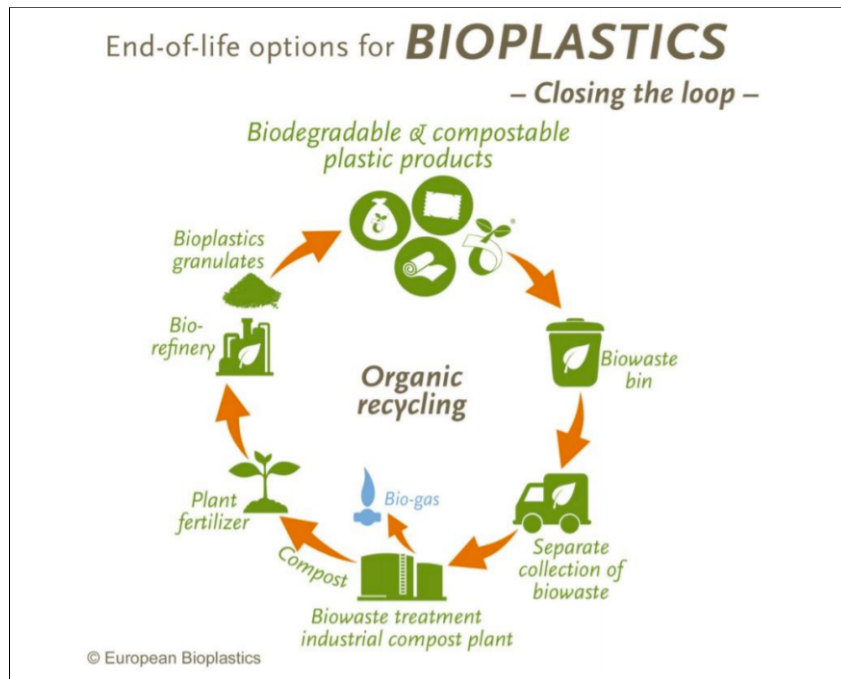 End-of-life options for BIOPLASTICS
– Closing the loop –
Biodegradable & compostable
plastic products
®
Bioplastics
granulates
Bio-
refinery
Biowaste
bin
Organic
recycling
Plant
fertilizer
Bio-gas
Compost
Separate
collection of
biowaste
Biowaste treatment
industrial compost plant
© European Bioplastics